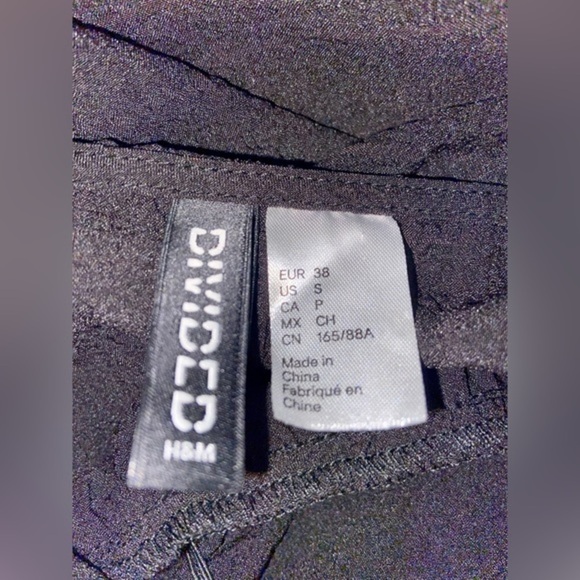 DIVIDED
H&M
EUR 38
US S
CA P
MX CH
CN 165/88A
Made in
China
Fabriqué en
Chine